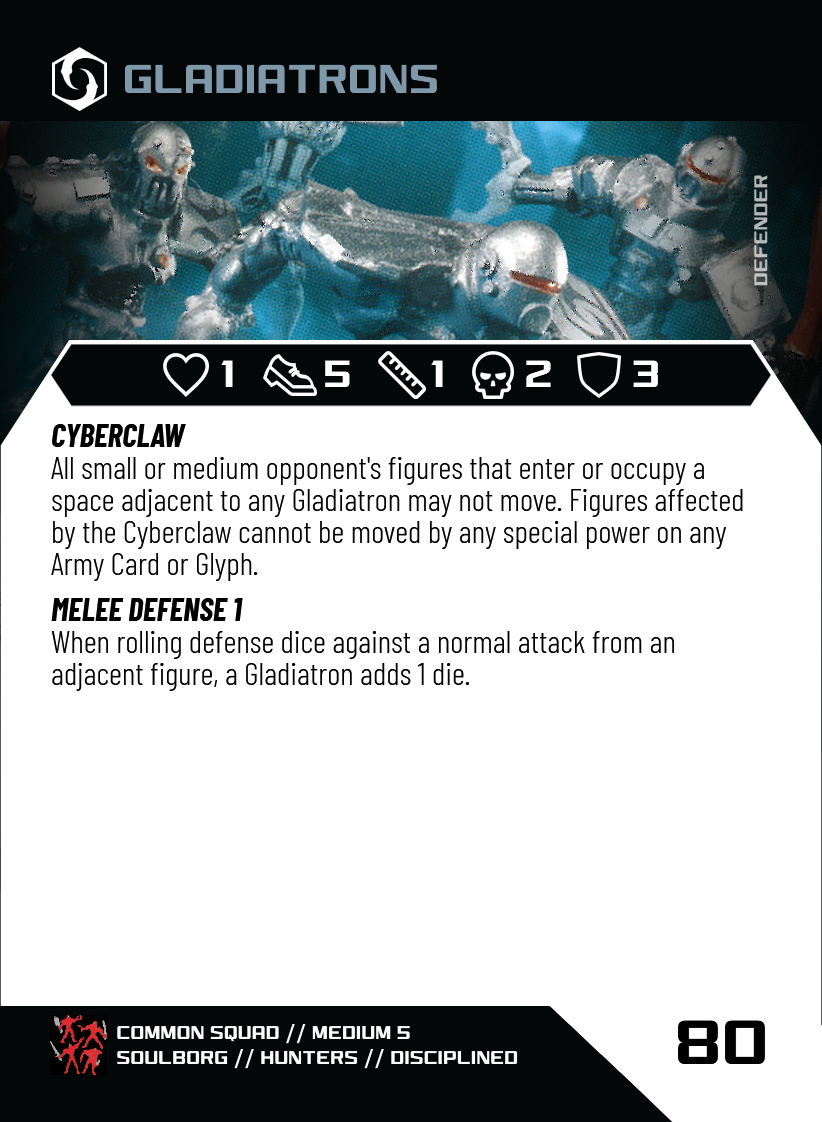 GLADIATRONS
DEFENDER
1 5 1 2 3
CYBERCLAW
All small or medium opponent's figures that enter or occupy a
space adjacent to any Gladiatron may not move. Figures affected
by the Cyberclaw cannot be moved by any special power on any
Army Card or Glyph.
MELEE DEFENSE 1
When rolling defense dice against a normal attack from an
adjacent figure, a Gladiatron adds 1 die.
COMMON SQUAD // MEDIUM 5
SOULBORG // HUNTERS // DISCIPLINED
80